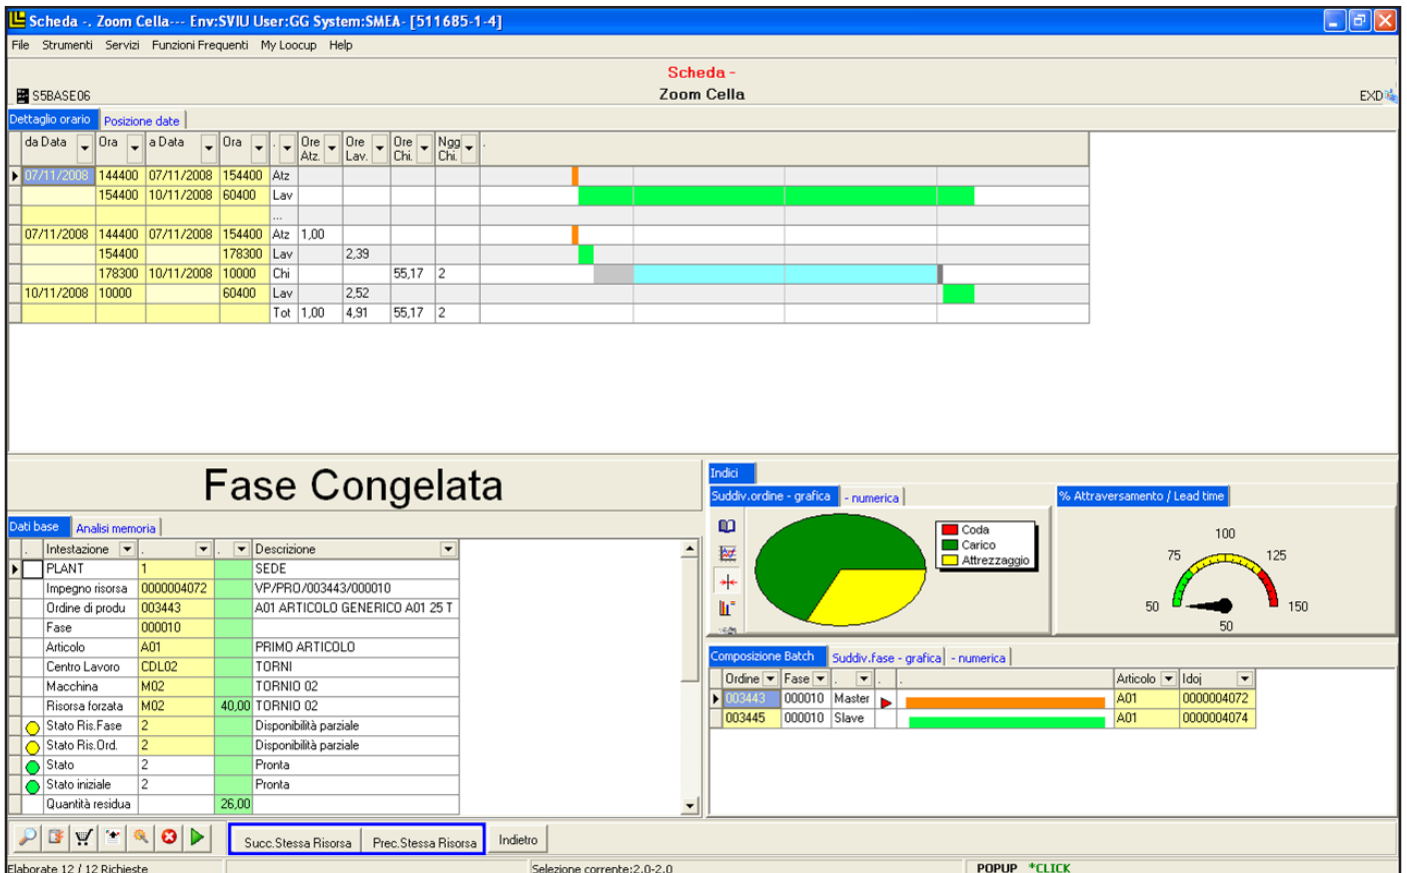 Scheda -. Zoom Cella--- Env:SVIU User:GG System:SMEA- [511685-1-4]
File Strumenti Servizi Funzioni Frequenti My Loocup Help
Scheda -
S5BASE06 Zoom Cella EXD
Dettaglio orario Posizione date
da Data Ora a Data Ora . Ore Atz. Ore Lav. Ore Chi. Ngg Chi. .
07/11/2008 144400 07/11/2008 154400 Atz
154400 10/11/2008 60400 Lav
...
07/11/2008 144400 07/11/2008 154400 Atz 1,00
154400 178300 Lav 2,39
178300 10/11/2008 10000 Chi 55,17 2
10/11/2008 10000 60400 Lav 2,52
Tot 1,00 4,91 55,17 2
Fase Congelata
Dati base Analisi memoria
. Intestazione . . Descrizione
PLANT 1 SEDE
Impegno risorsa 0000004072 VP/PRO/003443/000010
Ordine di produ 003443 A01 ARTICOLO GENERICO A01 25 T
Fase 000010
Articolo A01 PRIMO ARTICOLO
Centro Lavoro CDL02 TORNI
Macchina M02 TORNIO 02
Risorsa forzata M02 40,00 TORNIO 02
Stato Ris.Fase 2 Disponibilità parziale
Stato Ris.Ord. 2 Disponibilità parziale
Stato 2 Pronta
Stato iniziale 2 Pronta
Quantità residua 26,00
Indici
Suddiv.ordine - grafica - numerica
Coda
Carico
Attrezzaggio
% Attraversamento / Lead time
100
75 125
50 150
50
Composizione Batch Suddiv.fase - grafica - numerica
Ordine Fase . . . Articolo Idoj
003443 000010 Master A01 0000004072
003445 000010 Slave A01 0000004074
Succ.Stessa Risorsa Prec.Stessa Risorsa Indietro
Elaborate 12 / 12 Richieste Selezione corrente:2.0-2.0 POPUP *CLICK